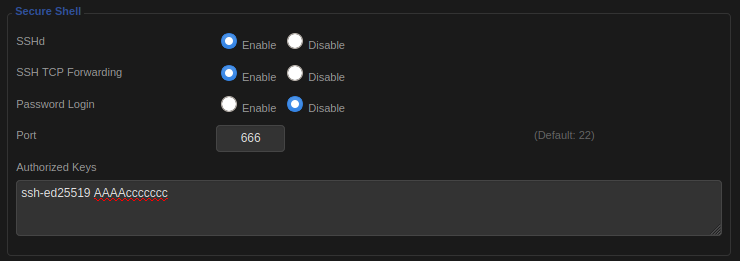 Secure Shell
SSHd Enable Disable
SSH TCP Forwarding Enable Disable
Password Login Enable Disable
Port 666 (Default: 22)
Authorized Keys
ssh-ed25519 AAAAccccccc